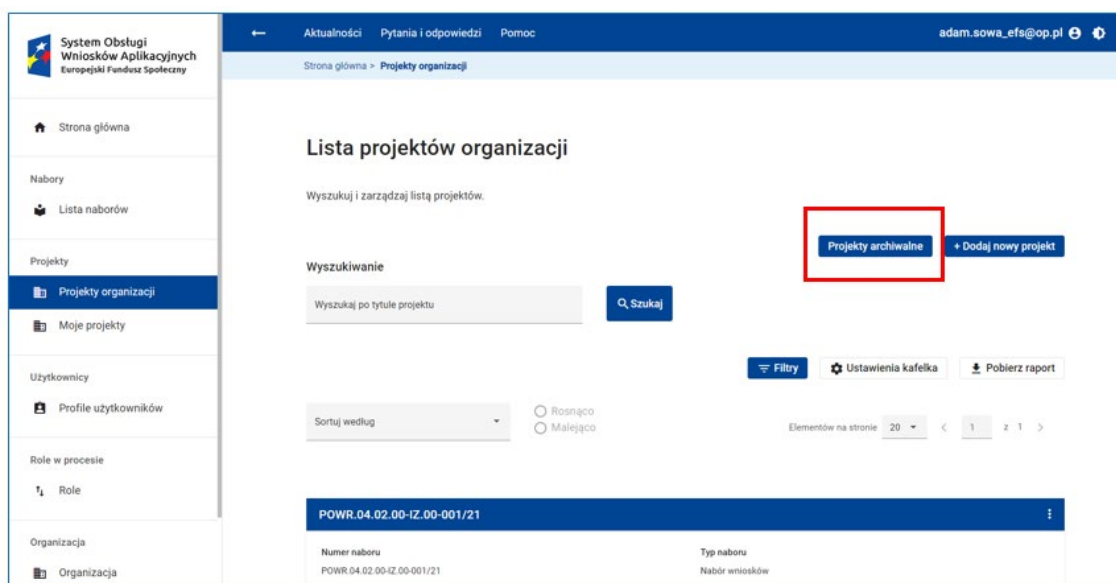 System Obsługi
Wniosków Aplikacyjnych
Europejski Fundusz Społeczny
Strona główna
Nabory
Lista naborów
Projekty
Projekty organizacji
Moje projekty
Użytkownicy
Profile użytkowników
Role w procesie
Role
Organizacja
Organizacja
Aktualności Pytania i odpowiedzi Pomoc adam.sowa_efs@op.pl
Strona główna > Projekty organizacji
Lista projektów organizacji
Wyszukuj i zarządzaj listą projektów.
Projekty archiwalne + Dodaj nowy projekt
Wyszukiwanie
Wyszukaj po tytule projektu Szukaj
Filtry Ustawienia kafelka Pobierz raport
Sortuj według
Rosnąco
Malejąco
Elementów na stronie 20 < 1 z 1 >
POWR.04.02.00-IZ.00-001/21
Numer naboru Typ naboru
POWR.04.02.00-IZ.00-001/21 Nabór wniosków